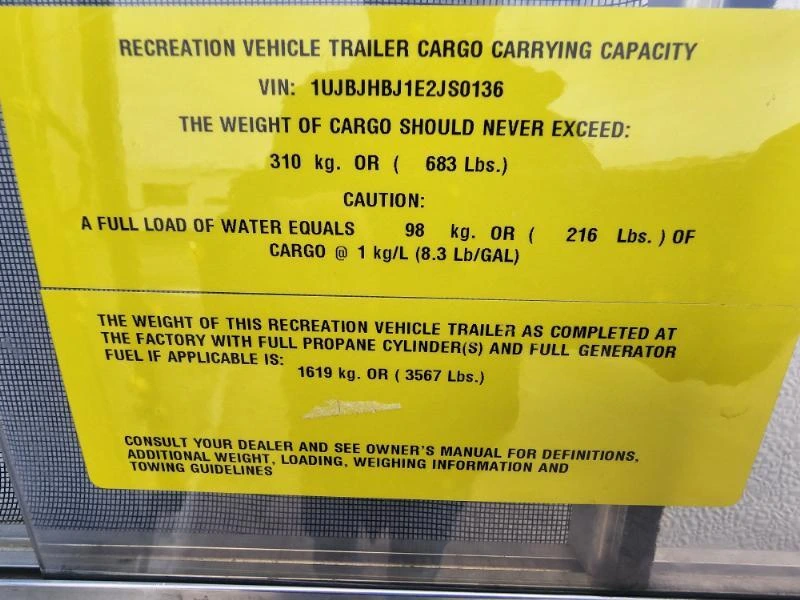 RECREATION VEHICLE TRAILER CARGO CARRYING CAPACITY
VIN: 1UJBJHBJ1E2JS0136
THE WEIGHT OF CARGO SHOULD NEVER EXCEED:
310 kg. OR ( 683 Lbs.)
CAUTION:
A FULL LOAD OF WATER EQUALS 98 kg. OR ( 216 Lbs. ) OF
CARGO @ 1 kg/L (8.3 Lb/GAL)
THE WEIGHT OF THIS RECREATION VEHICLE TRAILER AS COMPLETED AT
THE FACTORY WITH FULL PROPANE CYLINDER(S) AND FULL GENERATOR
FUEL IF APPLICABLE IS:
1619 kg. OR ( 3567 Lbs.)
CONSULT YOUR DEALER AND SEE OWNER'S MANUAL FOR DEFINITIONS,
ADDITIONAL WEIGHT, LOADING, WEIGHING INFORMATION AND
TOWING GUIDELINES